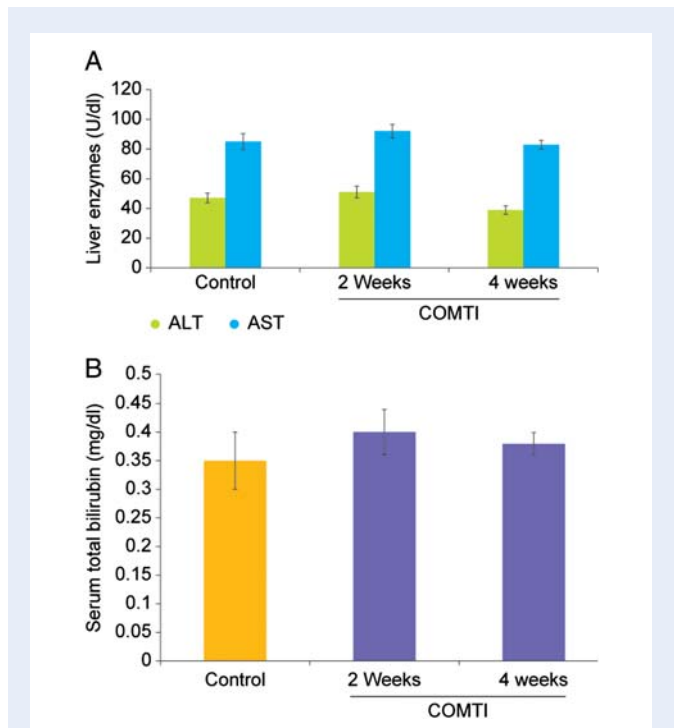 A
Liver enzymes (U/dl)
120
100
80
60
40
20
0
Control
2 Weeks
4 weeks
COMTI
ALT
AST
B
Serum total bilirubin (mg/dl)
0.5
0.45
0.4
0.35
0.3
0.25
0.2
0.15
0.1
0.05
0
Control
2 Weeks
4 weeks
COMTI